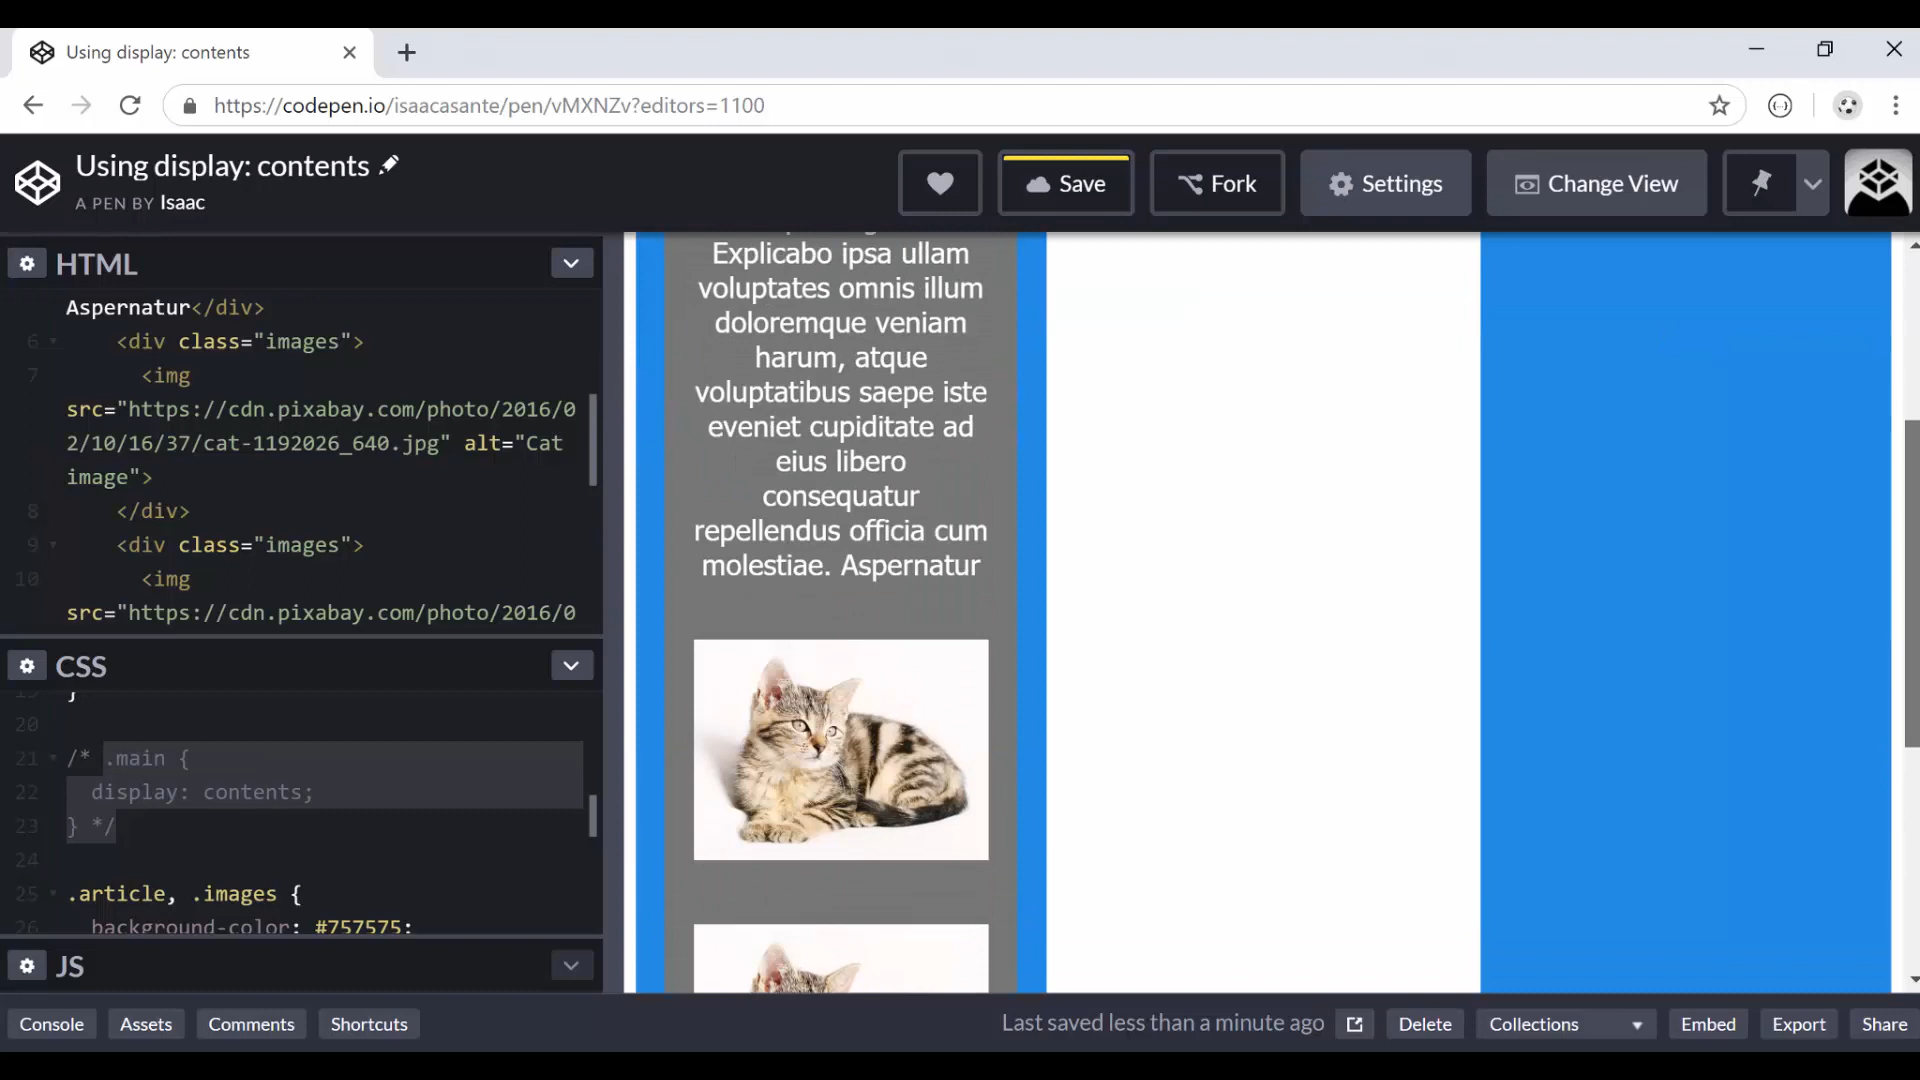 Using display: contents
https://codepen.io/isaacasante/pen/vMXNZv?editors=1100
Using display: contents
A PEN BY Isaac
Save
Fork
Settings
Change View
HTML
Aspernatur</div>
6 <div class="images">
7 <img
src="https://cdn.pixabay.com/photo/2016/0
2/10/16/37/cat-1192026_640.jpg" alt="Cat
image">
8 </div>
9 <div class="images">
10 <img
src="https://cdn.pixabay.com/photo/2016/0
CSS
}
20
21 /* .main {
22 display: contents;
23 } */
24
25 .article, .images {
26 background-color: #757575;
JS
Explicabo ipsa ullam
voluptates omnis illum
doloremque veniam
harum, atque
voluptatibus saepe iste
eveniet cupiditate ad
eius libero
consequatur
repellendus officia cum
molestiae. Aspernatur
Console
Assets
Comments
Shortcuts
Last saved less than a minute ago
Delete
Collections
Embed
Export
Share